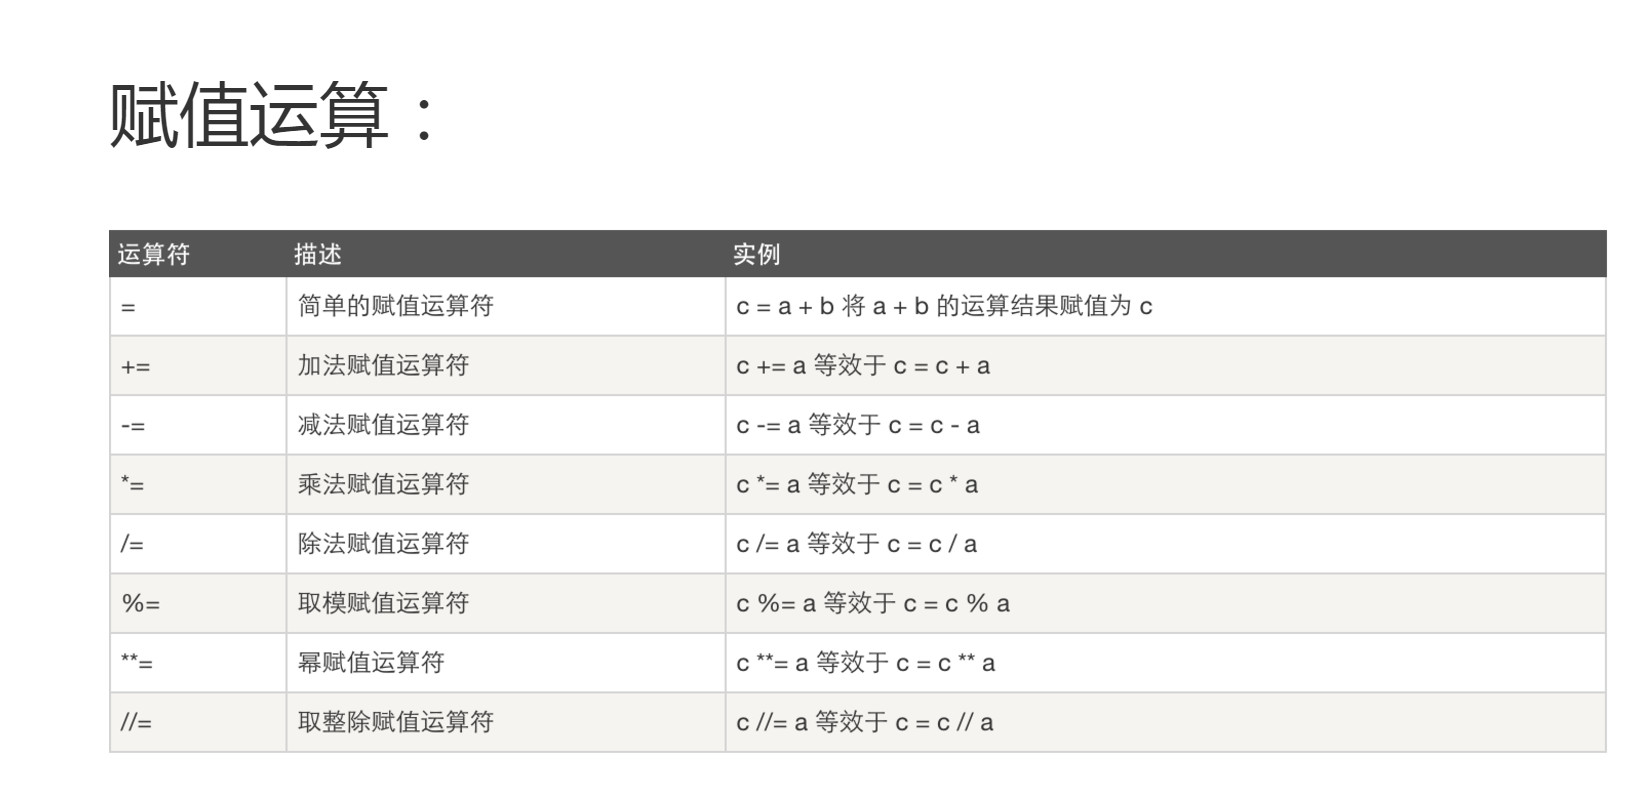 赋值运算：
运算符 描述 实例
= 简单的赋值运算符 c = a + b 将 a + b 的运算结果赋值为 c
+= 加法赋值运算符 c += a 等效于 c = c + a
-= 减法赋值运算符 c -= a 等效于 c = c - a
*= 乘法赋值运算符 c *= a 等效于 c = c * a
/= 除法赋值运算符 c /= a 等效于 c = c / a
%= 取模赋值运算符 c %= a 等效于 c = c % a
**= 幂赋值运算符 c **= a 等效于 c = c ** a
//= 取整除赋值运算符 c //= a 等效于 c = c // a